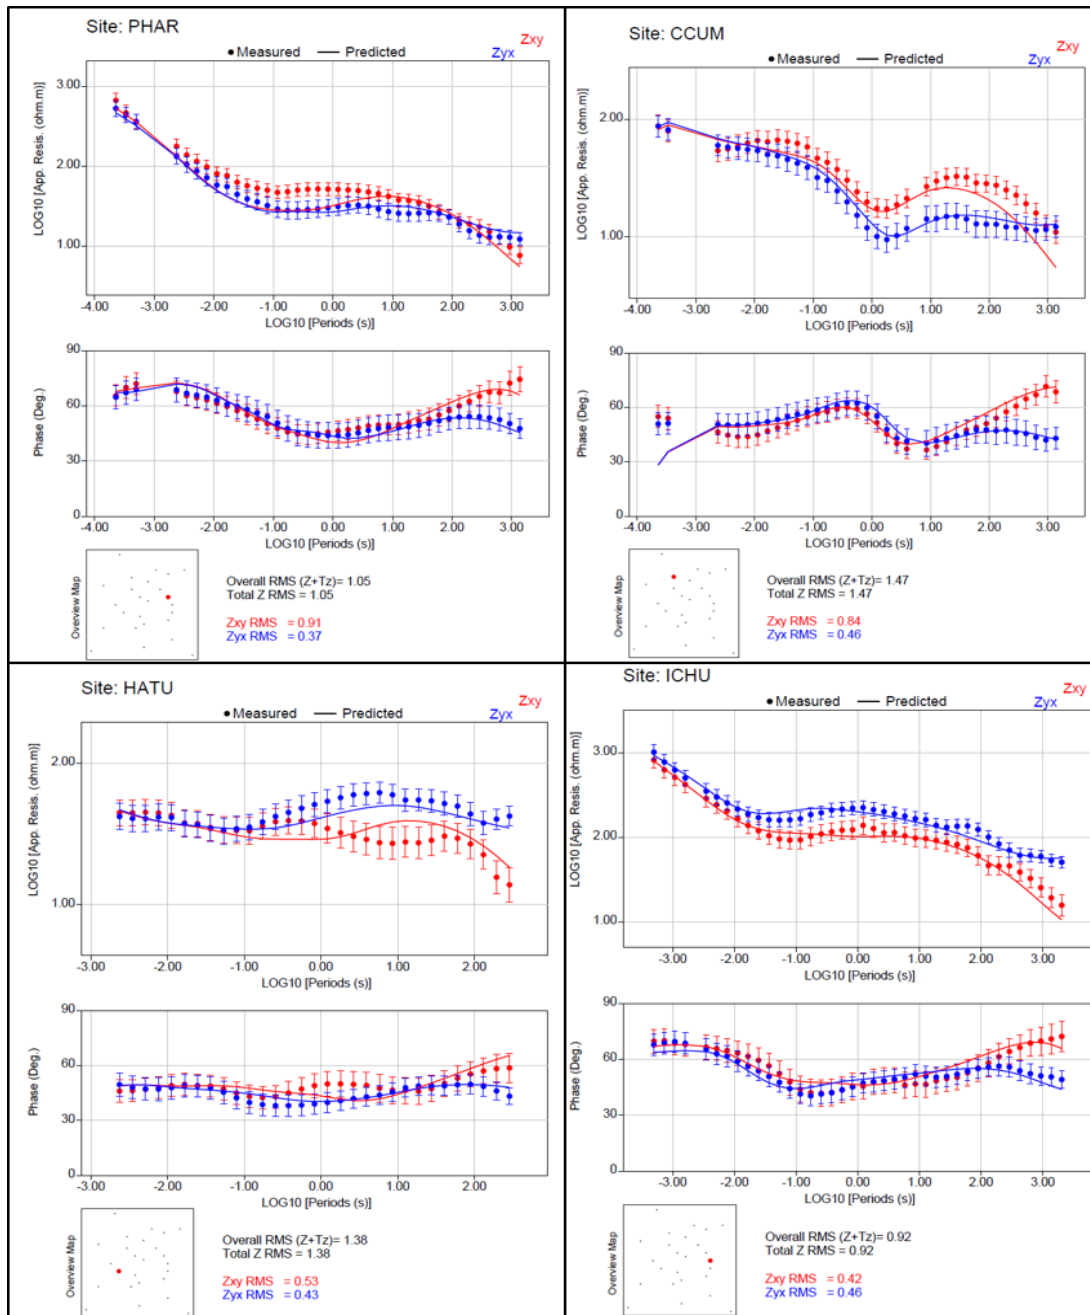 Site: PHAR
Zxy
● Measured — Predicted
Zyx
LOG10 [App. Resis. (ohm.m)]
3.00
2.00
1.00
-4.00 -3.00 -2.00 -1.00 0.00 1.00 2.00 3.00
LOG10 [Periods (s)]
Phase (Deg.)
90
60
30
0
-4.00 -3.00 -2.00 -1.00 0.00 1.00 2.00 3.00
LOG10 [Periods (s)]
Overview Map
Overall RMS (Z+Tz)= 1.05
Total Z RMS = 1.05
Zxy RMS = 0.91
Zyx RMS = 0.37
Site: CCUM
Zxy
● Measured — Predicted
Zyx
LOG10 [App. Resis. (ohm.m)]
2.00
1.00
-4.00 -3.00 -2.00 -1.00 0.00 1.00 2.00 3.00
LOG10 [Periods (s)]
Phase (Deg.)
90
60
30
0
-4.00 -3.00 -2.00 -1.00 0.00 1.00 2.00 3.00
LOG10 [Periods (s)]
Overview Map
Overall RMS (Z+Tz)= 1.47
Total Z RMS = 1.47
Zxy RMS = 0.84
Zyx RMS = 0.46
Site: HATU
Zxy
● Measured — Predicted
Zyx
LOG10 [App. Resis. (ohm.m)]
2.00
1.00
-3.00 -2.00 -1.00 0.00 1.00 2.00
LOG10 [Periods (s)]
Phase (Deg.)
90
60
30
0
-3.00 -2.00 -1.00 0.00 1.00 2.00
LOG10 [Periods (s)]
Overview Map
Overall RMS (Z+Tz)= 1.38
Total Z RMS = 1.38
Zxy RMS = 0.53
Zyx RMS = 0.43
Site: ICHU
Zxy
● Measured — Predicted
Zyx
LOG10 [App. Resis. (ohm.m)]
3.00
2.00
1.00
-3.00 -2.00 -1.00 0.00 1.00 2.00 3.00
LOG10 [Periods (s)]
Phase (Deg.)
90
60
30
0
-3.00 -2.00 -1.00 0.00 1.00 2.00 3.00
LOG10 [Periods (s)]
Overview Map
Overall RMS (Z+Tz)= 0.92
Total Z RMS = 0.92
Zxy RMS = 0.42
Zyx RMS = 0.46